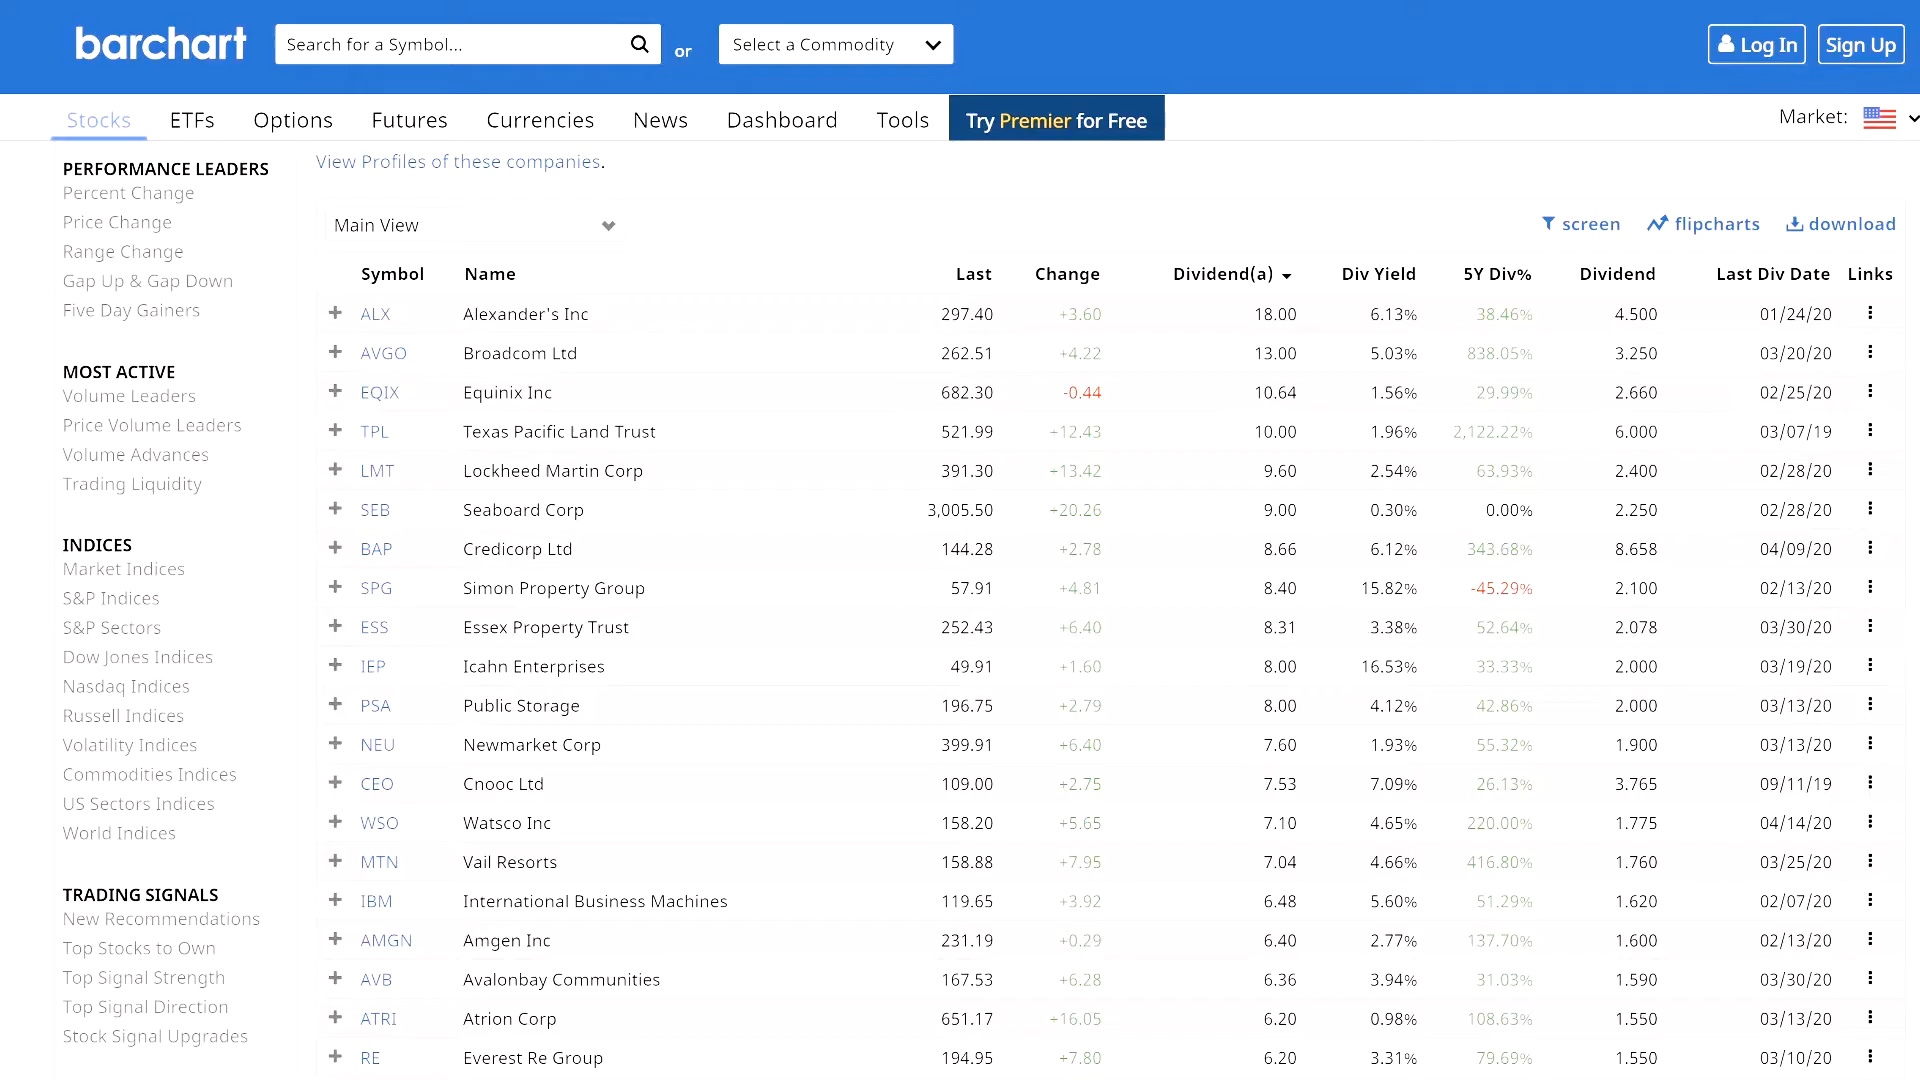 barchart Search for a Symbol... or Select a Commodity Log In Sign Up
Stocks ETFs Options Futures Currencies News Dashboard Tools Try Premier for Free Market:
PERFORMANCE LEADERS
Percent Change
Price Change
Range Change
Gap Up & Gap Down
Five Day Gainers
MOST ACTIVE
Volume Leaders
Price Volume Leaders
Volume Advances
Trading Liquidity
INDICES
Market Indices
S&P Indices
S&P Sectors
Dow Jones Indices
Nasdaq Indices
Russell Indices
Volatility Indices
Commodities Indices
US Sectors Indices
World Indices
TRADING SIGNALS
New Recommendations
Top Stocks to Own
Top Signal Strength
Top Signal Direction
Stock Signal Upgrades
View Profiles of these companies.
Main View screen flipcharts download
Symbol Name Last Change Dividend(a) Div Yield 5Y Div% Dividend Last Div Date Links
ALX Alexander's Inc 297.40 +3.60 18.00 6.13% 38.46% 4.500 01/24/20
AVGO Broadcom Ltd 262.51 +4.22 13.00 5.03% 838.05% 3.250 03/20/20
EQIX Equinix Inc 682.30 -0.44 10.64 1.56% 29.99% 2.660 02/25/20
TPL Texas Pacific Land Trust 521.99 +12.43 10.00 1.96% 2,122.22% 6.000 03/07/19
LMT Lockheed Martin Corp 391.30 +13.42 9.60 2.54% 63.93% 2.400 02/28/20
SEB Seaboard Corp 3,005.50 +20.26 9.00 0.30% 0.00% 2.250 02/28/20
BAP Credicorp Ltd 144.28 +2.78 8.66 6.12% 343.68% 8.658 04/09/20
SPG Simon Property Group 57.91 +4.81 8.40 15.82% -45.29% 2.100 02/13/20
ESS Essex Property Trust 252.43 +6.40 8.31 3.38% 52.64% 2.078 03/30/20
IEP Icahn Enterprises 49.91 +1.60 8.00 16.53% 33.33% 2.000 03/19/20
PSA Public Storage 196.75 +2.79 8.00 4.12% 42.86% 2.000 03/13/20
NEU Newmarket Corp 399.91 +6.40 7.60 1.93% 55.32% 1.900 03/13/20
CEO Cnooc Ltd 109.00 +2.75 7.53 7.09% 26.13% 3.765 09/11/19
WSO Watsco Inc 158.20 +5.65 7.10 4.65% 220.00% 1.775 04/14/20
MTN Vail Resorts 158.88 +7.95 7.04 4.66% 416.80% 1.760 03/25/20
IBM International Business Machines 119.65 +3.92 6.48 5.60% 51.29% 1.620 02/07/20
AMGN Amgen Inc 231.19 +0.29 6.40 2.77% 137.70% 1.600 02/13/20
AVB Avalonbay Communities 167.53 +6.28 6.36 3.94% 31.03% 1.590 03/30/20
ATRI Atrion Corp 651.17 +16.05 6.20 0.98% 108.63% 1.550 03/13/20
RE Everest Re Group 194.95 +7.80 6.20 3.31% 79.69% 1.550 03/10/20